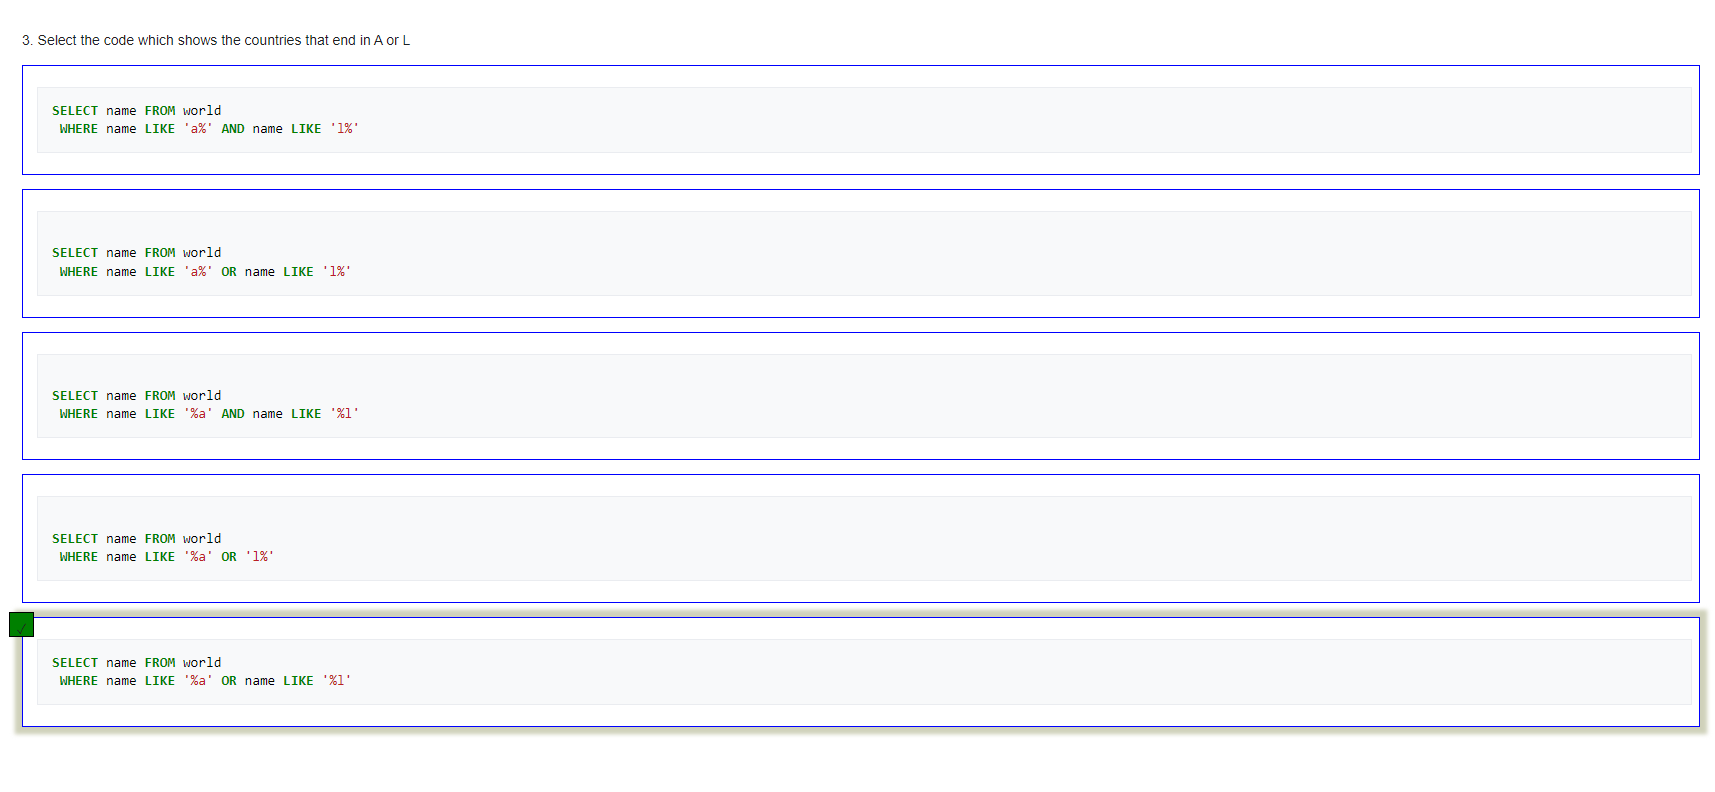 3. Select the code which shows the countries that end in A or L
SELECT name FROM world
WHERE name LIKE 'a%' AND name LIKE 'l%'
SELECT name FROM world
WHERE name LIKE 'a%' OR name LIKE 'l%'
SELECT name FROM world
WHERE name LIKE '%a' AND name LIKE '%l'
SELECT name FROM world
WHERE name LIKE '%a' OR 'l%'
SELECT name FROM world
WHERE name LIKE '%a' OR name LIKE '%l'